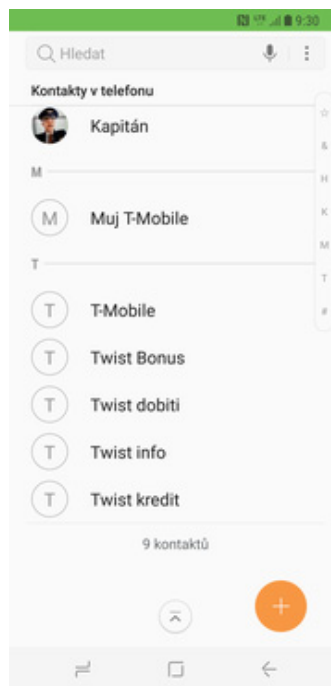 9:30
Hledat
Kontakty v telefonu
Kapitán
M
M Muj T-Mobile
T
T T-Mobile
T Twist Bonus
T Twist dobiti
T Twist info
T Twist kredit
9 kontaktů
&
H
K
M
T
#